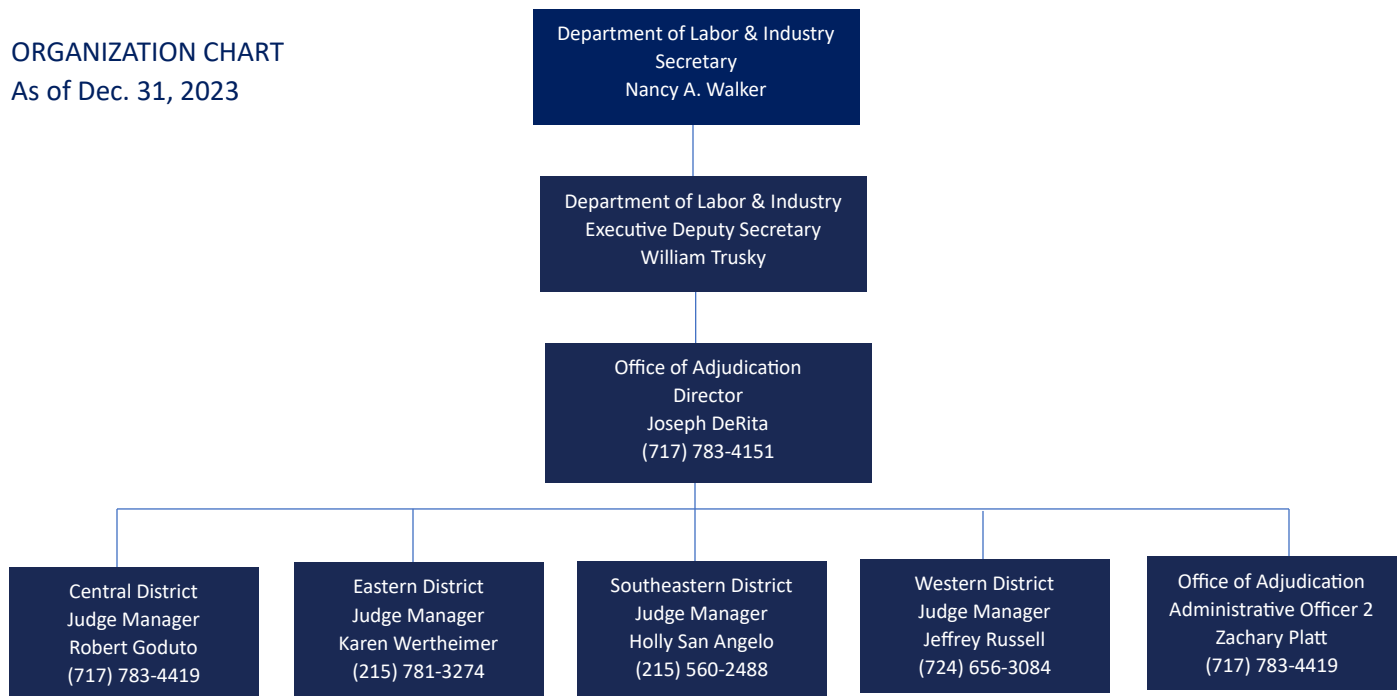 ORGANIZATION CHART
As of Dec. 31, 2023
Department of Labor & Industry
Secretary
Nancy A. Walker
Department of Labor & Industry
Executive Deputy Secretary
William Trusky
Office of Adjudication
Director
Joseph DeRita
(717) 783-4151
Central District
Judge Manager
Robert Goduto
(717) 783-4419
Eastern District
Judge Manager
Karen Wertheimer
(215) 781-3274
Southeastern District
Judge Manager
Holly San Angelo
(215) 560-2488
Western District
Judge Manager
Jeffrey Russell
(724) 656-3084
Office of Adjudication
Administrative Officer 2
Zachary Platt
(717) 783-4419